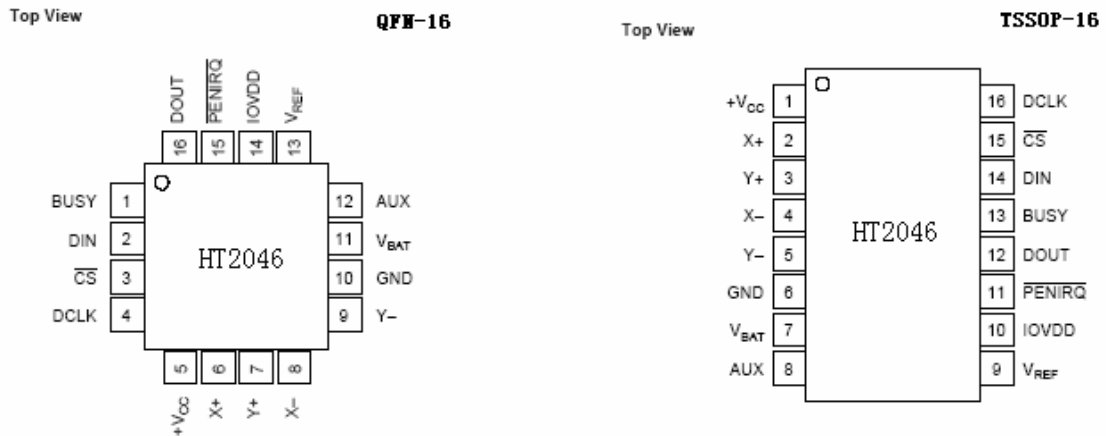 Top View
QFN-16
DOUT
PENIRQ
IOVDD
VREF
16
15
14
13
BUSY 1
DIN 2
CS 3
DCLK 4
HT2046
12 AUX
11 VBAT
10 GND
9 Y−
5
6
7
8
+VCC
X+
Y+
X−
Top View
TSSOP-16
+VCC 1
X+ 2
Y+ 3
X− 4
Y− 5
GND 6
VBAT 7
AUX 8
HT2046
16 DCLK
15 CS
14 DIN
13 BUSY
12 DOUT
11 PENIRQ
10 IOVDD
9 VREF